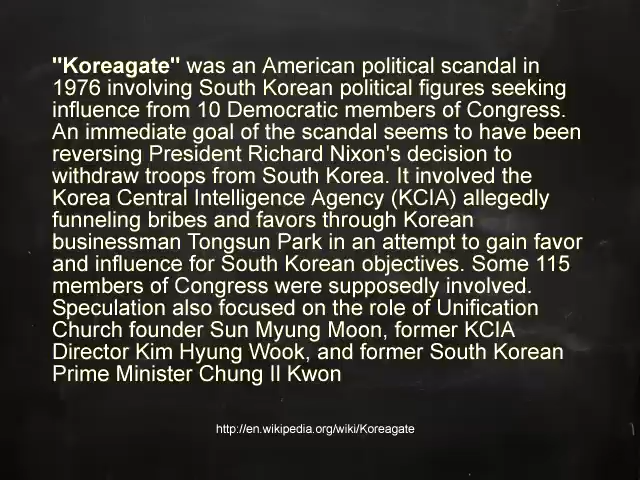 "Koreagate" was an American political scandal in
1976 involving South Korean political figures seeking
influence from 10 Democratic members of Congress.
An immediate goal of the scandal seems to have been
reversing President Richard Nixon's decision to
withdraw troops from South Korea. It involved the
Korea Central Intelligence Agency (KCIA) allegedly
funneling bribes and favors through Korean
businessman Tongsun Park in an attempt to gain favor
and influence for South Korean objectives. Some 115
members of Congress were supposedly involved.
Speculation also focused on the role of Unification
Church founder Sun Myung Moon, former KCIA
Director Kim Hyung Wook, and former South Korean
Prime Minister Chung Il Kwon
http://en.wikipedia.org/wiki/Koreagate